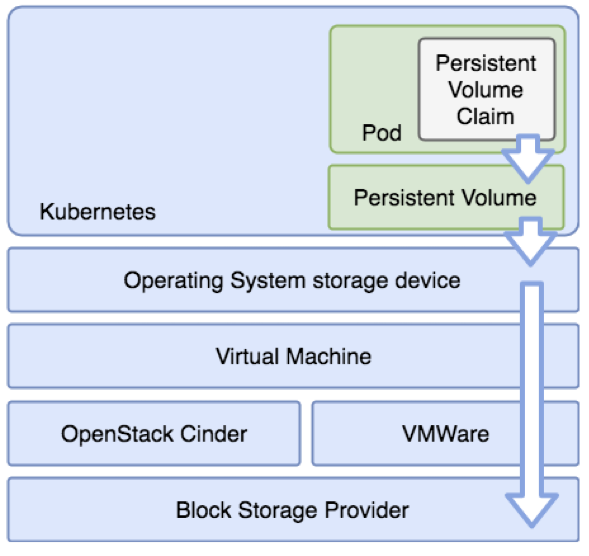 Persistent
Volume
Claim
Pod
Persistent Volume
Kubernetes
Operating System storage device
Virtual Machine
OpenStack Cinder
VMWare
Block Storage Provider